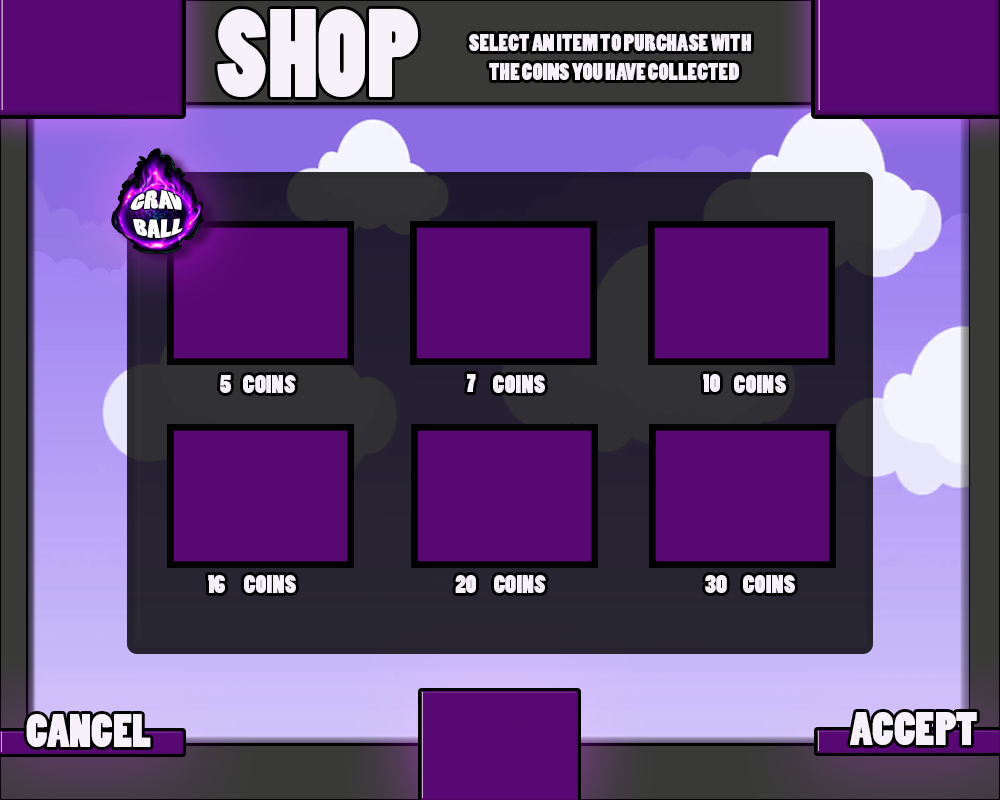 SHOP
SELECT AN ITEM TO PURCHASE WITH
THE COINS YOU HAVE COLLECTED
GRAV
BALL
5 COINS
7 COINS
10 COINS
16 COINS
20 COINS
30 COINS
CANCEL
ACCEPT